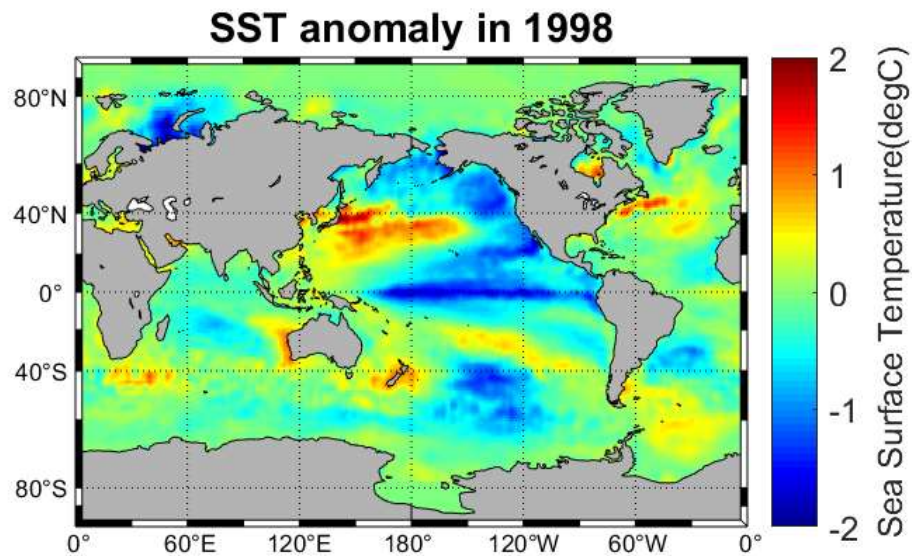 SST anomaly in 1998
80°N
40°N
0°
40°S
80°S
0°
60°E
120°E
180°
120°W
60°W
0°
2
1
0
-1
-2
Sea Surface Temperature(degC)